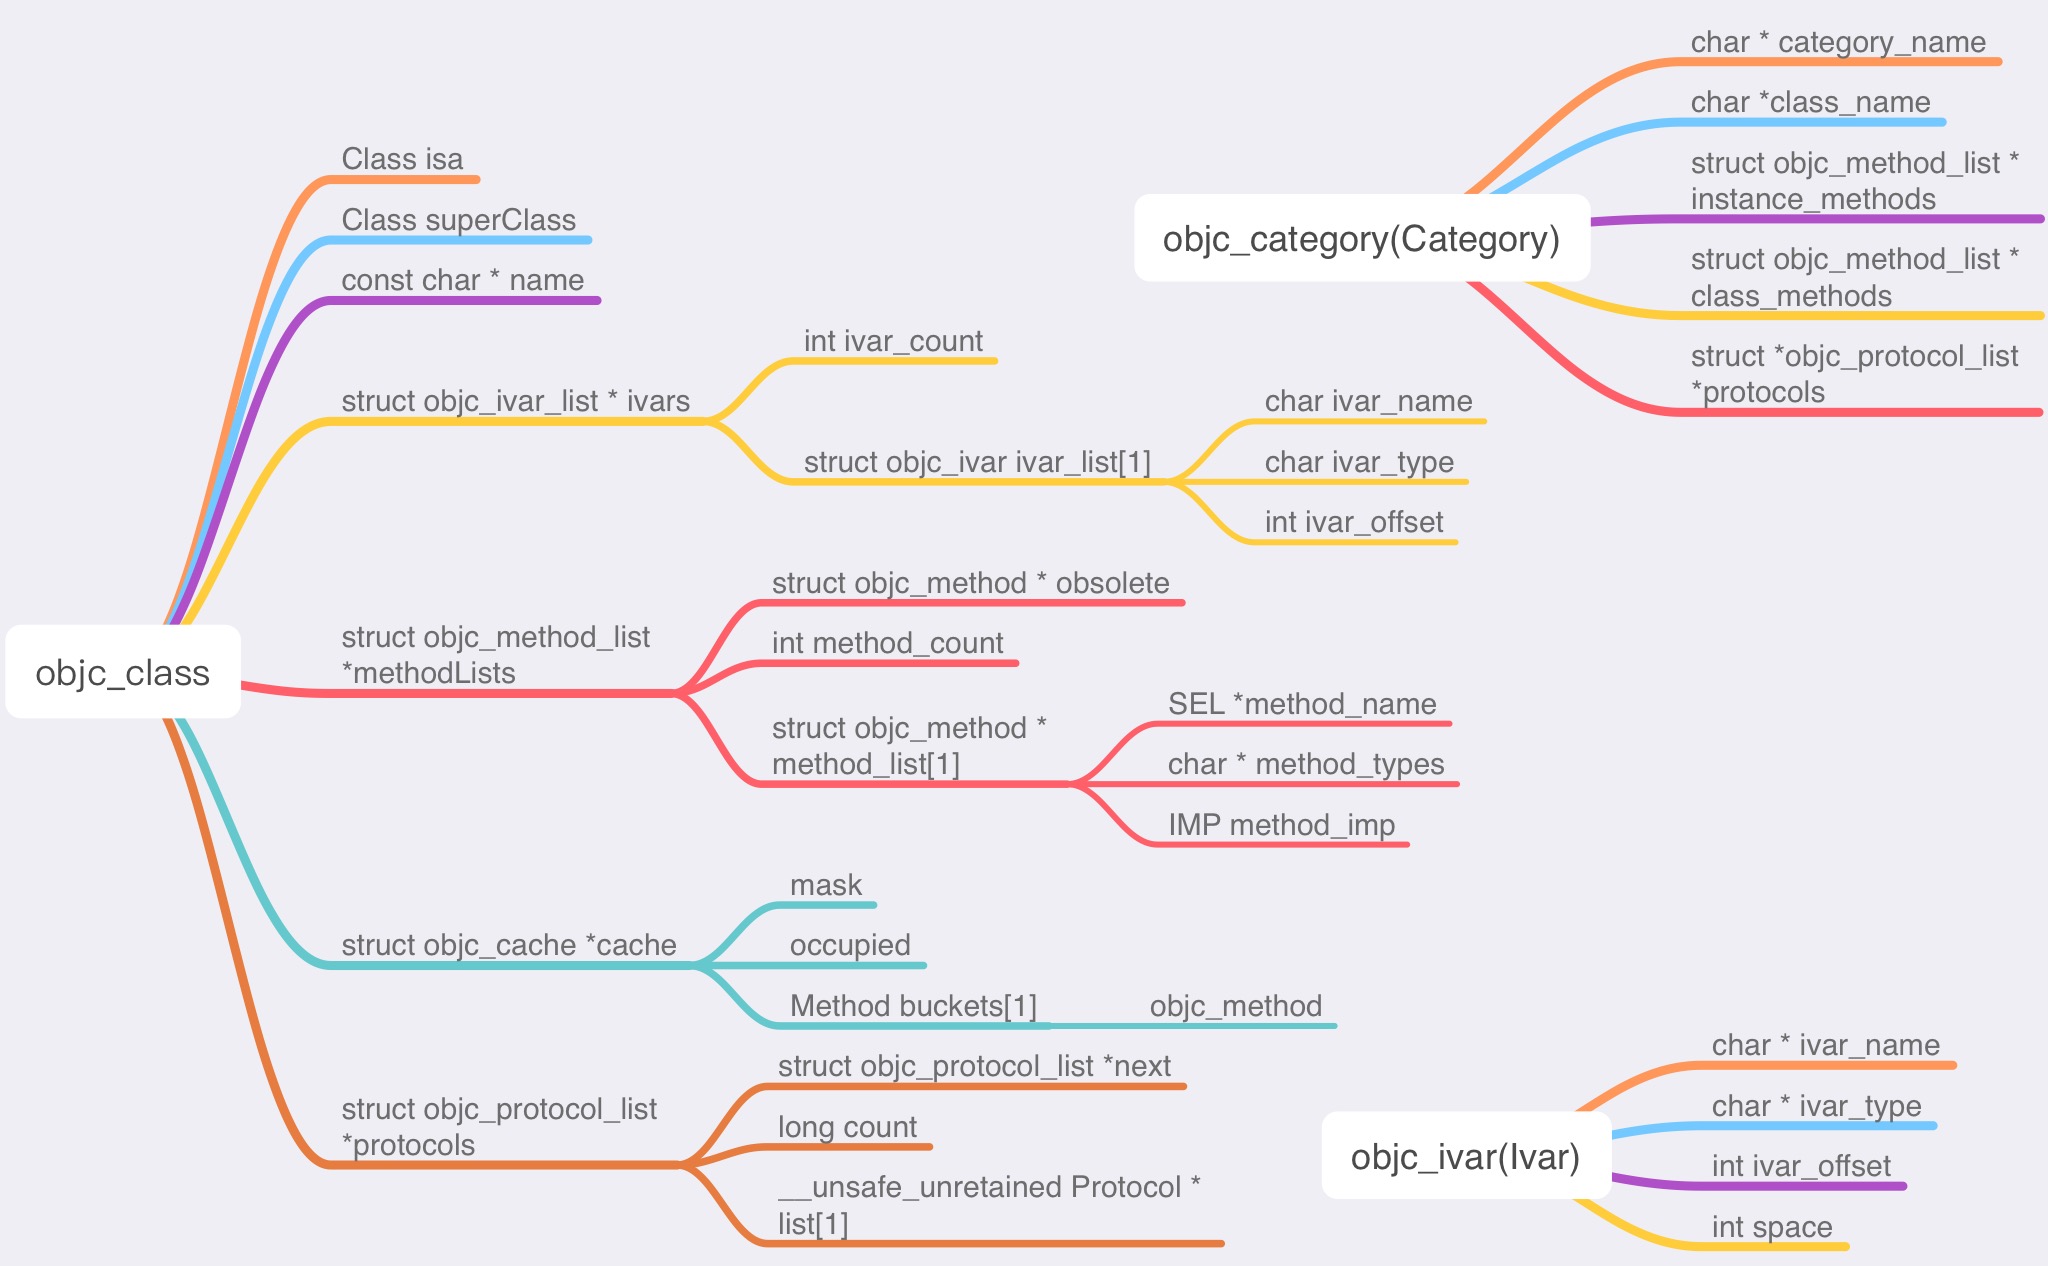 objc_class
Class isa
Class superClass
const char * name
struct objc_ivar_list * ivars
int ivar_count
struct objc_ivar ivar_list[1]
char ivar_name
char ivar_type
int ivar_offset
struct objc_method_list
*methodLists
struct objc_method * obsolete
int method_count
struct objc_method *
method_list[1]
SEL *method_name
char * method_types
IMP method_imp
struct objc_cache *cache
mask
occupied
Method buckets[1]
objc_method
struct objc_protocol_list
*protocols
struct objc_protocol_list *next
long count
__unsafe_unretained Protocol *
list[1]
objc_category(Category)
char * category_name
char *class_name
struct objc_method_list *
instance_methods
struct objc_method_list *
class_methods
struct *objc_protocol_list
*protocols
objc_ivar(Ivar)
char * ivar_name
char * ivar_type
int ivar_offset
int space